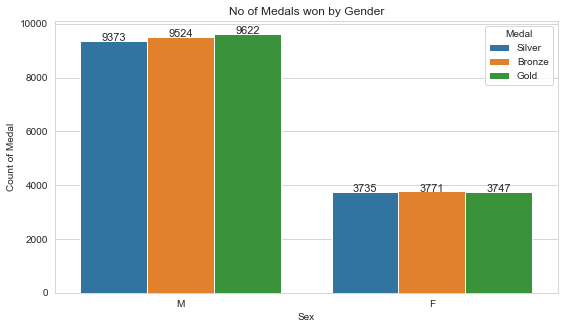 No of Medals won by Gender
Count of Medal
10000
8000
6000
4000
2000
0
9373
9524
9622
3735
3771
3747
Medal
Silver
Bronze
Gold
M
F
Sex